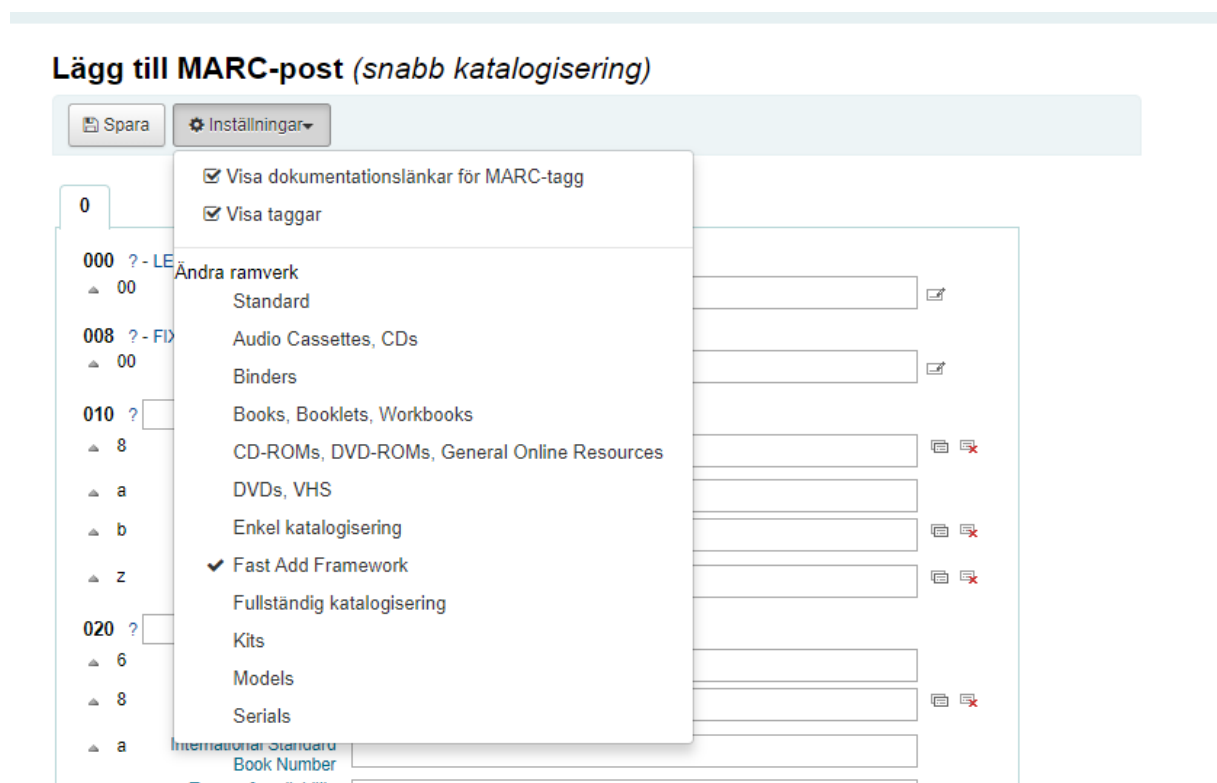 Lägg till MARC-post (snabb katalogisering)
Spara Inställningar
Visa dokumentationslänkar för MARC-tagg
Visa taggar
0
000 ? - LE
Ändra ramverk
00
Standard
008 ? - FIX
Audio Cassettes, CDs
00
Binders
010 ?
Books, Booklets, Workbooks
8
CD-ROMs, DVD-ROMs, General Online Resources
a
DVDs, VHS
b
Enkel katalogisering
z
Fast Add Framework
Fullständig katalogisering
020 ?
Kits
6
Models
8
Serials
a International Standard
Book Number